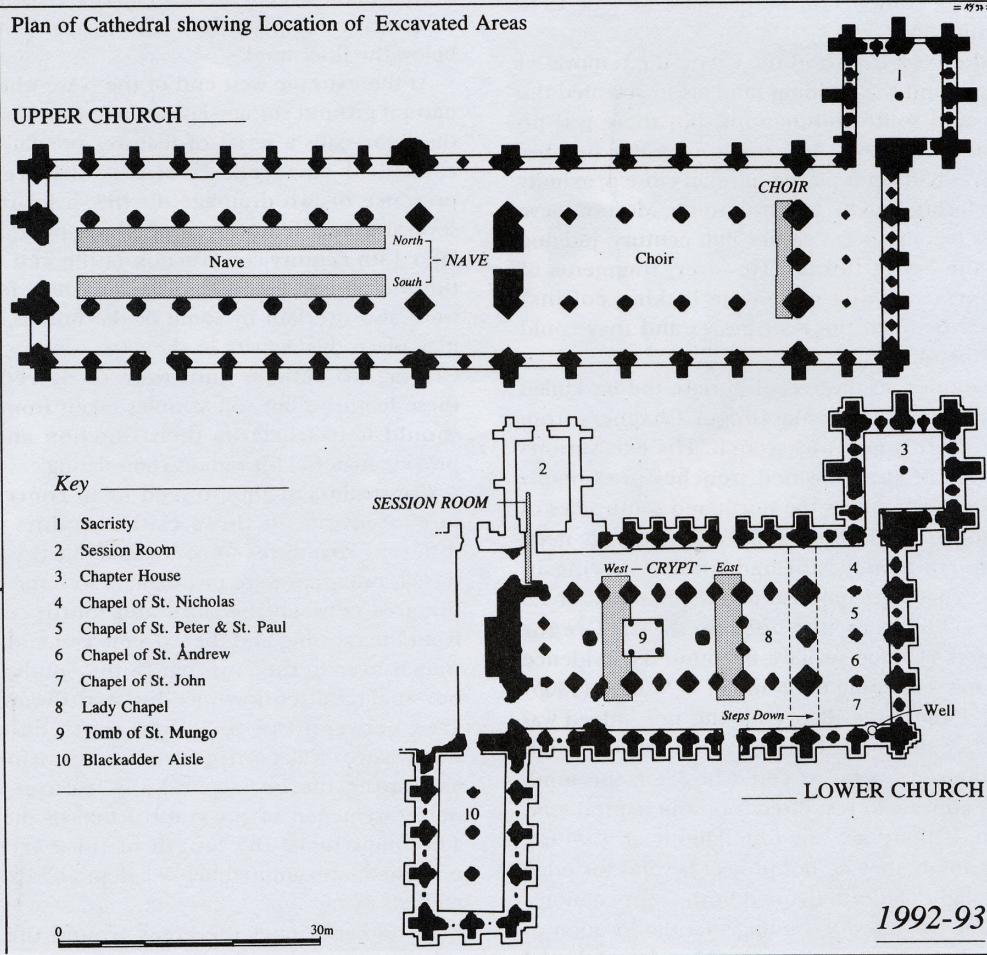 Plan of Cathedral showing Location of Excavated Areas
UPPER CHURCH
1
CHOIR
North
Nave
NAVE
South
Choir
Key
1 Sacristy
2 Session Room
3 Chapter House
4 Chapel of St. Nicholas
5 Chapel of St. Peter & St. Paul
6 Chapel of St. Andrew
7 Chapel of St. John
8 Lady Chapel
9 Tomb of St. Mungo
10 Blackadder Aisle
2
SESSION ROOM
3
West — CRYPT — East
4
5
9
8
6
7
Steps Down
Well
LOWER CHURCH
10
0 30m
1992-93